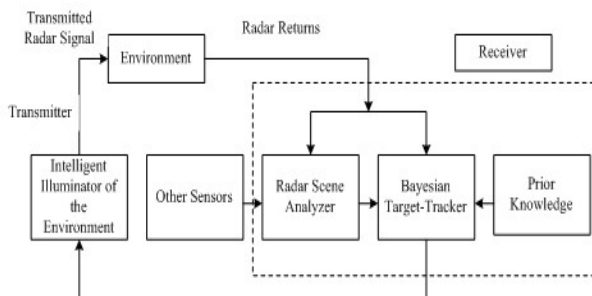 Transmitted
Radar Signal
Radar Returns
Environment
Receiver
Transmitter
Intelligent
Illuminator of
the
Environment
Other Sensors
Radar Scene
Analyzer
Bayesian
Target-Tracker
Prior
Knowledge